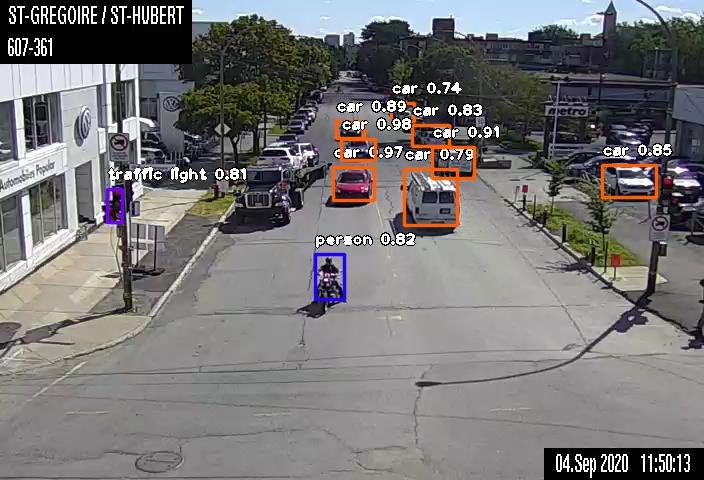 ST-GREGOIRE / ST-HUBERT
607-361
car 0.74
car 0.89
car 0.83
car 0.98
car 0.91
car 0.97
car 0.79
car 0.85
traffic light 0.81
person 0.82
Automobiles Popular
metro
04.Sep 2020 11:50:13